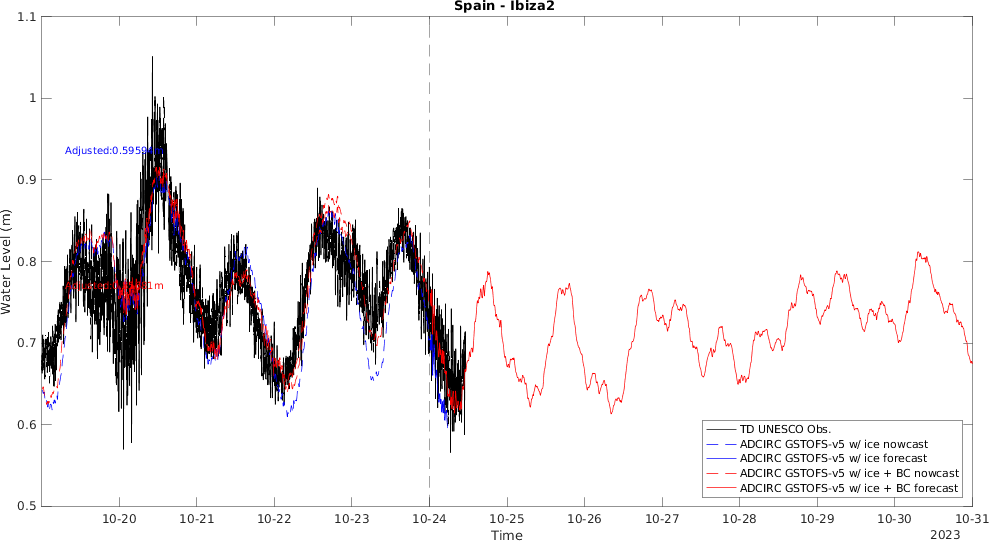 Spain - Ibiza2
1.1
1
0.9
0.8
0.7
0.6
0.5
Water Level (m)
Adjusted:0.595
m
10-20
10-21
10-22
10-23
10-24
10-25
10-26
10-27
10-28
10-29
10-30
10-31
Time
2023
TD UNESCO Obs.
ADCIRC GSTOFS-v5 w/ ice nowcast
ADCIRC GSTOFS-v5 w/ ice forecast
ADCIRC GSTOFS-v5 w/ ice + BC nowcast
ADCIRC GSTOFS-v5 w/ ice + BC forecast